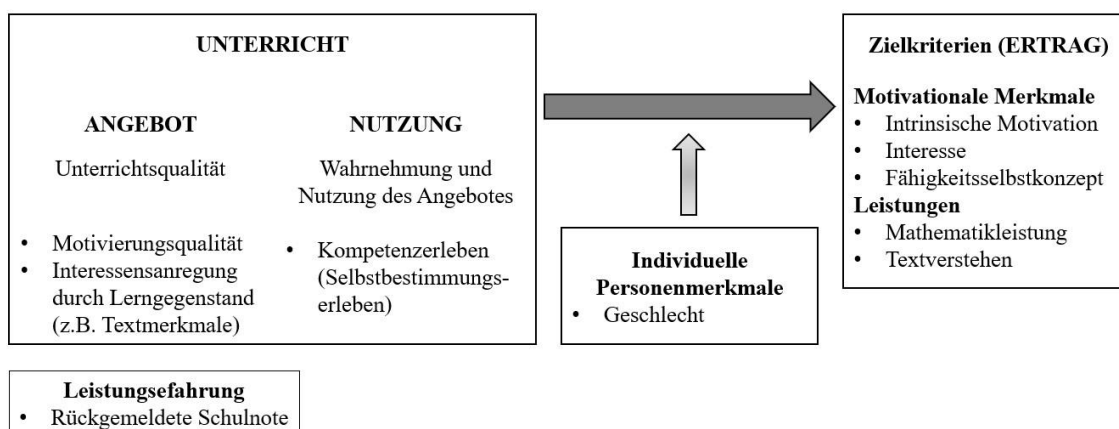 UNTERRICHT
ANGEBOT
Unterrichtsqualität
• Motivierungsqualität
• Interessensanregung
durch Lerngegenstand
(z.B. Textmerkmale)
NUTZUNG
Wahrnehmung und
Nutzung des Angebotes
• Kompetenzerleben
(Selbstbestimmungs-
erleben)
Individuelle
Personenmerkmale
• Geschlecht
Zielkriterien (ERTRAG)
Motivationale Merkmale
• Intrinsische Motivation
• Interesse
• Fähigkeitsselbstkonzept
Leistungen
• Mathematikleistung
• Textverstehen
Leistungsefahrung
• Rückgemeldete Schulnote